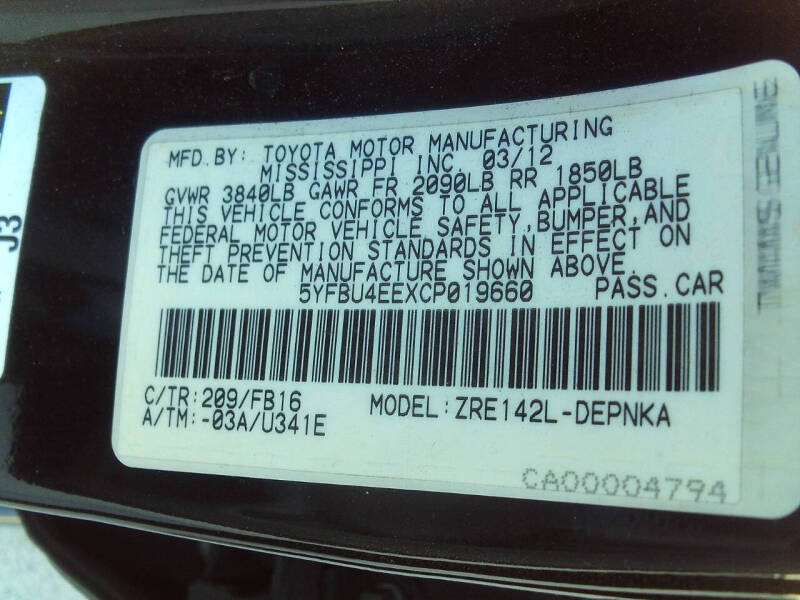 MFD.BY: TOYOTA MOTOR MANUFACTURING
MISSISSIPPI INC. 03/12
GVWR 3840LB GAWR FR 2090LB RR 1850LB
THIS VEHICLE CONFORMS TO ALL APPLICABLE
FEDERAL MOTOR VEHICLE SAFETY,BUMPER,AND
THEFT PREVENTION STANDARDS IN EFFECT ON
THE DATE OF MANUFACTURE SHOWN ABOVE.
5YFBU4EEXCP019660 PASS.CAR
C/TR:209/FB16 MODEL:ZRE142L-DEPNKA
A/TM:-03A/U341E
CA00004794
J3